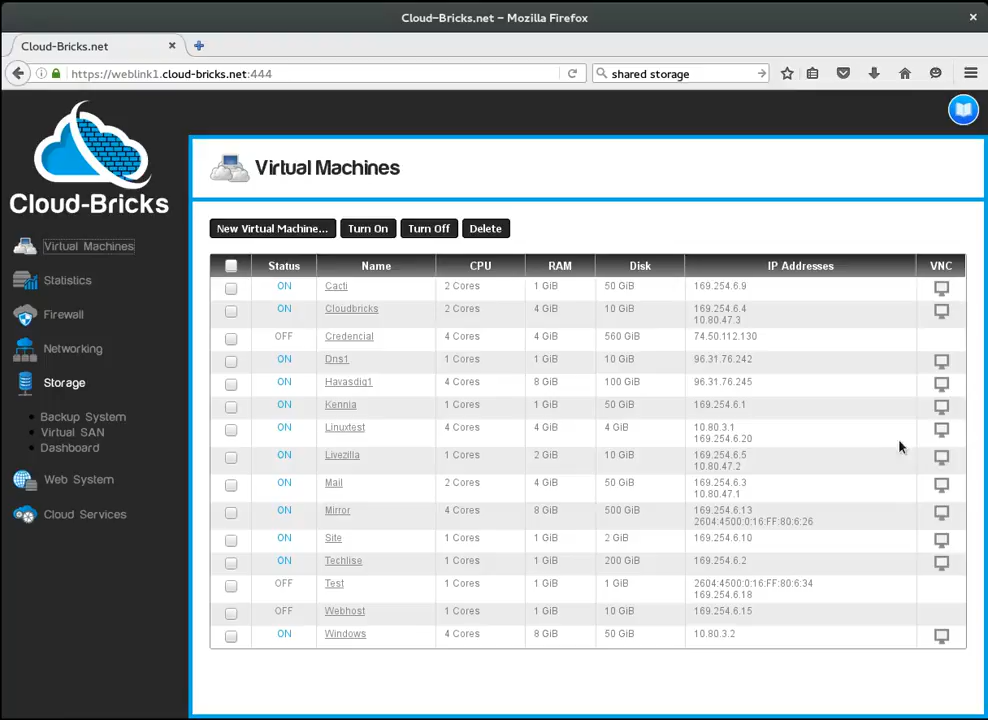 Cloud-Bricks.net - Mozilla Firefox
Cloud-Bricks.net
https://weblink1.cloud-bricks.net:444
shared storage
Cloud-Bricks
Virtual Machines
Statistics
Firewall
Networking
Storage
Backup System
Virtual SAN
Dashboard
Web System
Cloud Services
Virtual Machines
New Virtual Machine... Turn On Turn Off Delete
Status Name CPU RAM Disk IP Addresses VNC
ON Cacti 2 Cores 1 GiB 50 GiB 169.254.6.9
ON Cloudbricks 2 Cores 4 GiB 10 GiB 169.254.6.4
10.80.47.3
OFF Credencial 4 Cores 4 GiB 560 GiB 74.50.112.130
ON Dns1 1 Cores 1 GiB 10 GiB 96.31.76.242
ON Havasdig1 4 Cores 8 GiB 100 GiB 96.31.76.245
ON Kennia 1 Cores 1 GiB 50 GiB 169.254.6.1
ON Linuxtest 4 Cores 4 GiB 4 GiB 10.80.3.1
169.254.6.20
ON Livezilla 1 Cores 2 GiB 10 GiB 169.254.6.5
10.80.47.2
ON Mail 2 Cores 4 GiB 50 GiB 169.254.6.3
10.80.47.1
ON Mirror 4 Cores 8 GiB 500 GiB 169.254.6.13
2604:4500:0:16:FF:80:6:26
ON Site 1 Cores 1 GiB 2 GiB 169.254.6.10
ON Techlise 1 Cores 1 GiB 200 GiB 169.254.6.2
OFF Test 1 Cores 1 GiB 1 GiB 2604:4500:0:16:FF:80:6:34
169.254.6.18
OFF Webhost 1 Cores 1 GiB 10 GiB 169.254.6.15
ON Windows 4 Cores 8 GiB 50 GiB 10.80.3.2